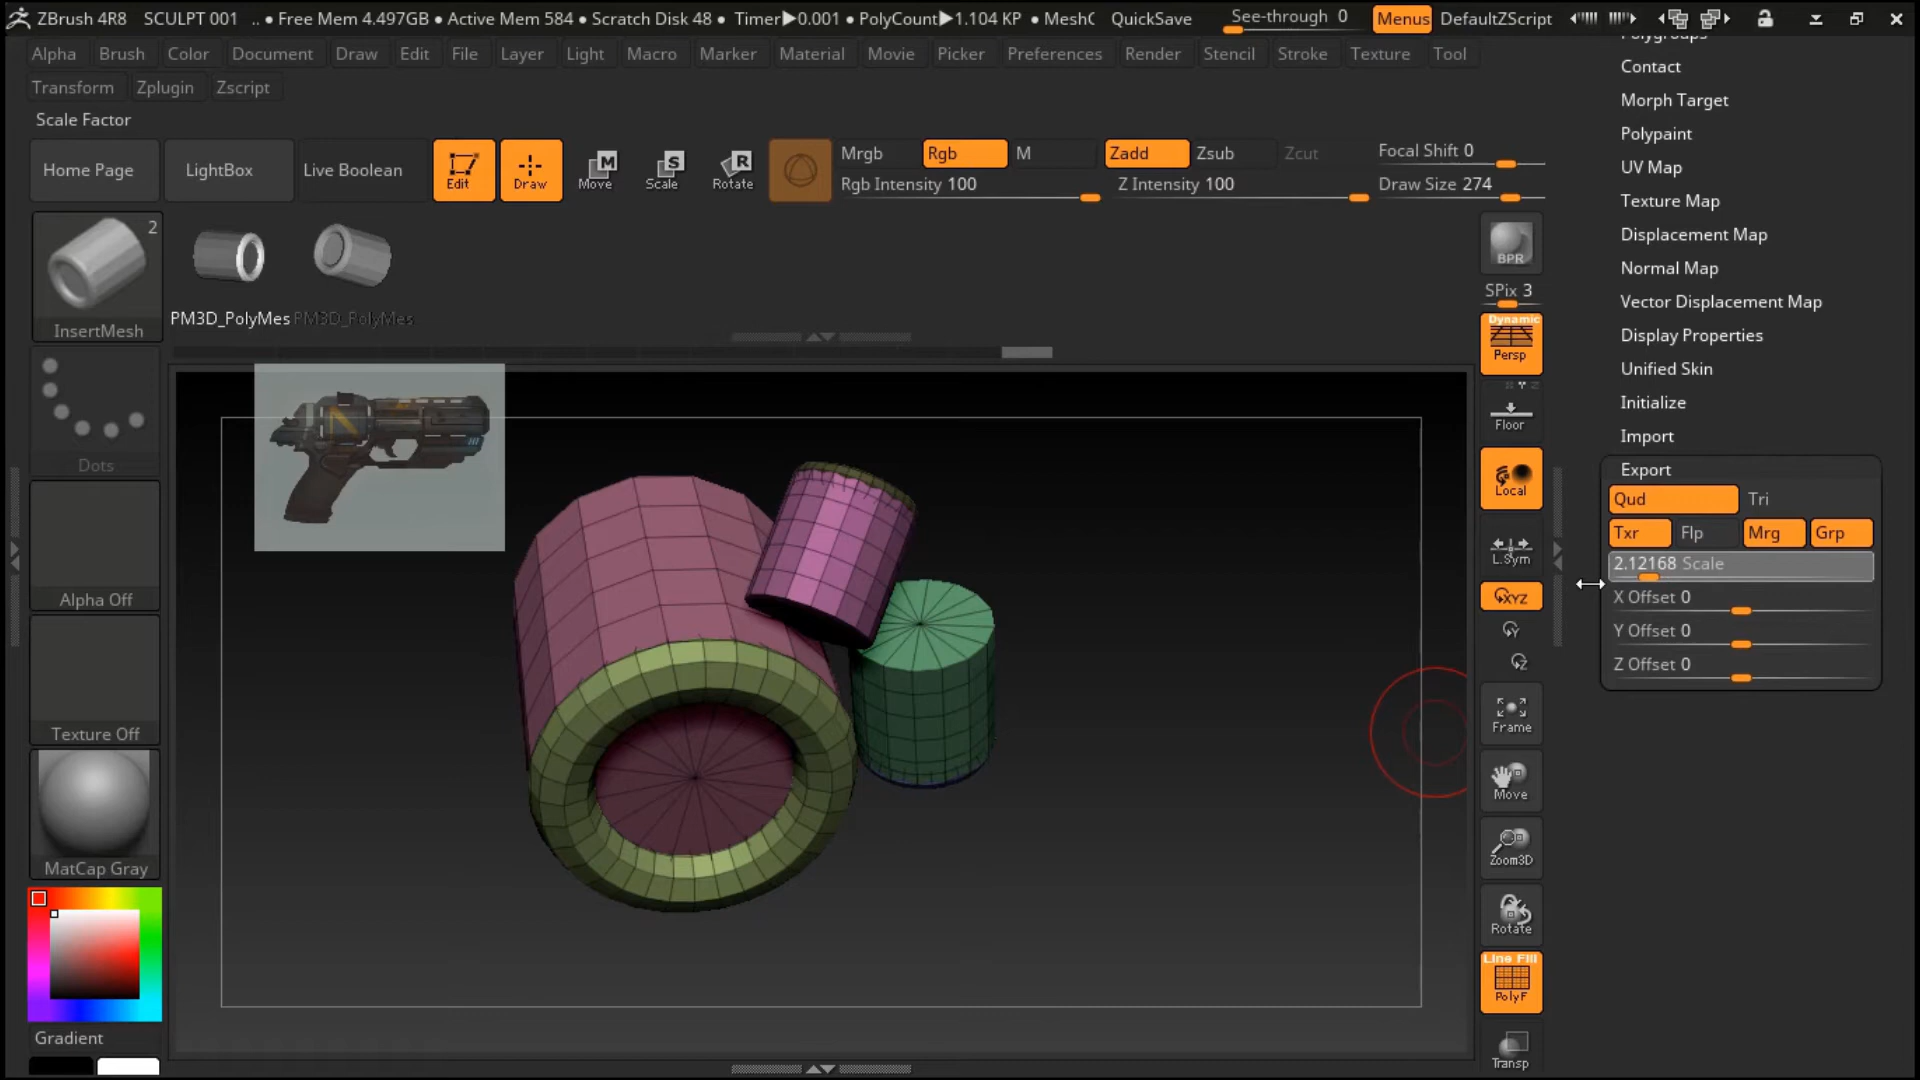 ZBrush 4R8 SCULPT 001 .. ● Free Mem 4.497GB ● Active Mem 584 ● Scratch Disk 48 ● Timer▶0.001 ● PolyCount▶1.104 KP ● MeshC QuickSave See-through 0 Menus DefaultZScript
Alpha Brush Color Document Draw Edit File Layer Light Macro Marker Material Movie Picker Preferences Render Stencil Stroke Texture Tool
Transform Zplugin Zscript
Scale Factor
Home Page LightBox Live Boolean Edit Draw Move Scale Rotate
M S R
Mrgb Rgb M Zadd Zsub Zcut Focal Shift 0
Rgb Intensity 100 Z Intensity 100 Draw Size 274
2
InsertMesh
PM3D_PolyMes PM3D_PolyMes
Dots
Alpha Off
Texture Off
MatCap Gray
Gradient
BPR
SPix 3
Dynamic
Persp
Floor
Local
L.Sym
XYZ
Y
Z
Frame
Move
Zoom3D
Rotate
Line Fill
PolyF
Transp
Polygroups
Contact
Morph Target
Polypaint
UV Map
Texture Map
Displacement Map
Normal Map
Vector Displacement Map
Display Properties
Unified Skin
Initialize
Import
Export
Qud Tri
Txr Flp Mrg Grp
2.12168 Scale
X Offset 0
Y Offset 0
Z Offset 0